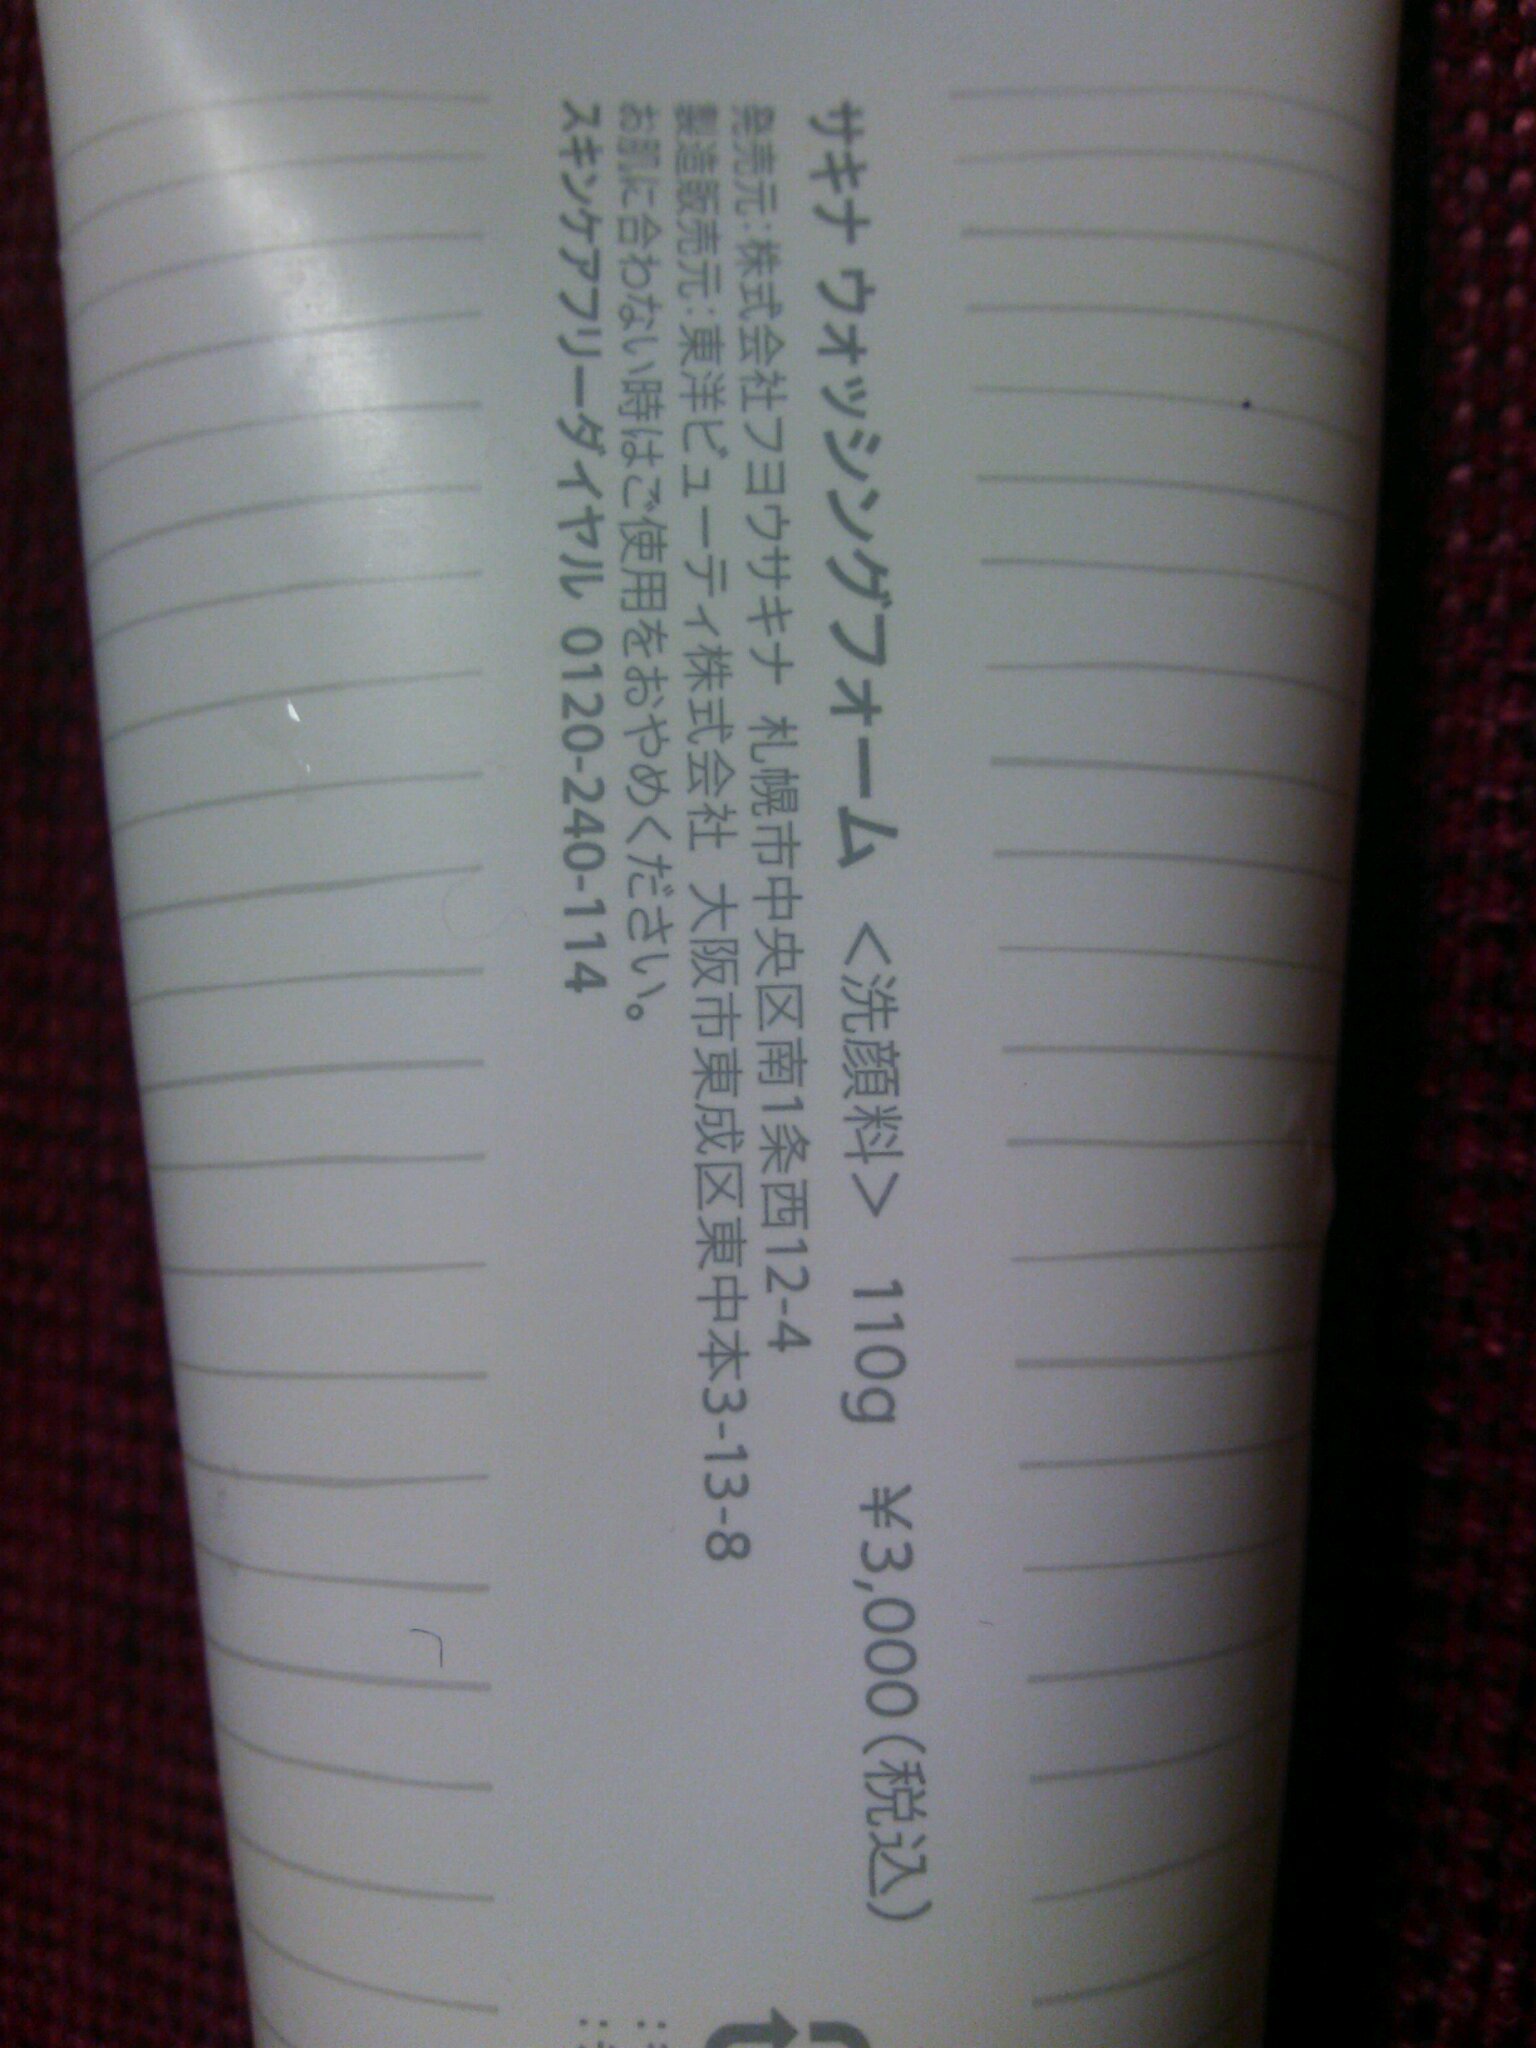 サキナ ウォッシングフォーム <洗顔料> 110g ¥3,000(税込)
発売元:株式会社フヨウサキナ 札幌市中央区南1条西12-4
製造販売元:東洋ビューティ株式会社 大阪市東成区東中本3-13-8
お肌に合わない時はご使用をおやめください。
スキンケアフリーダイヤル 0120-240-114